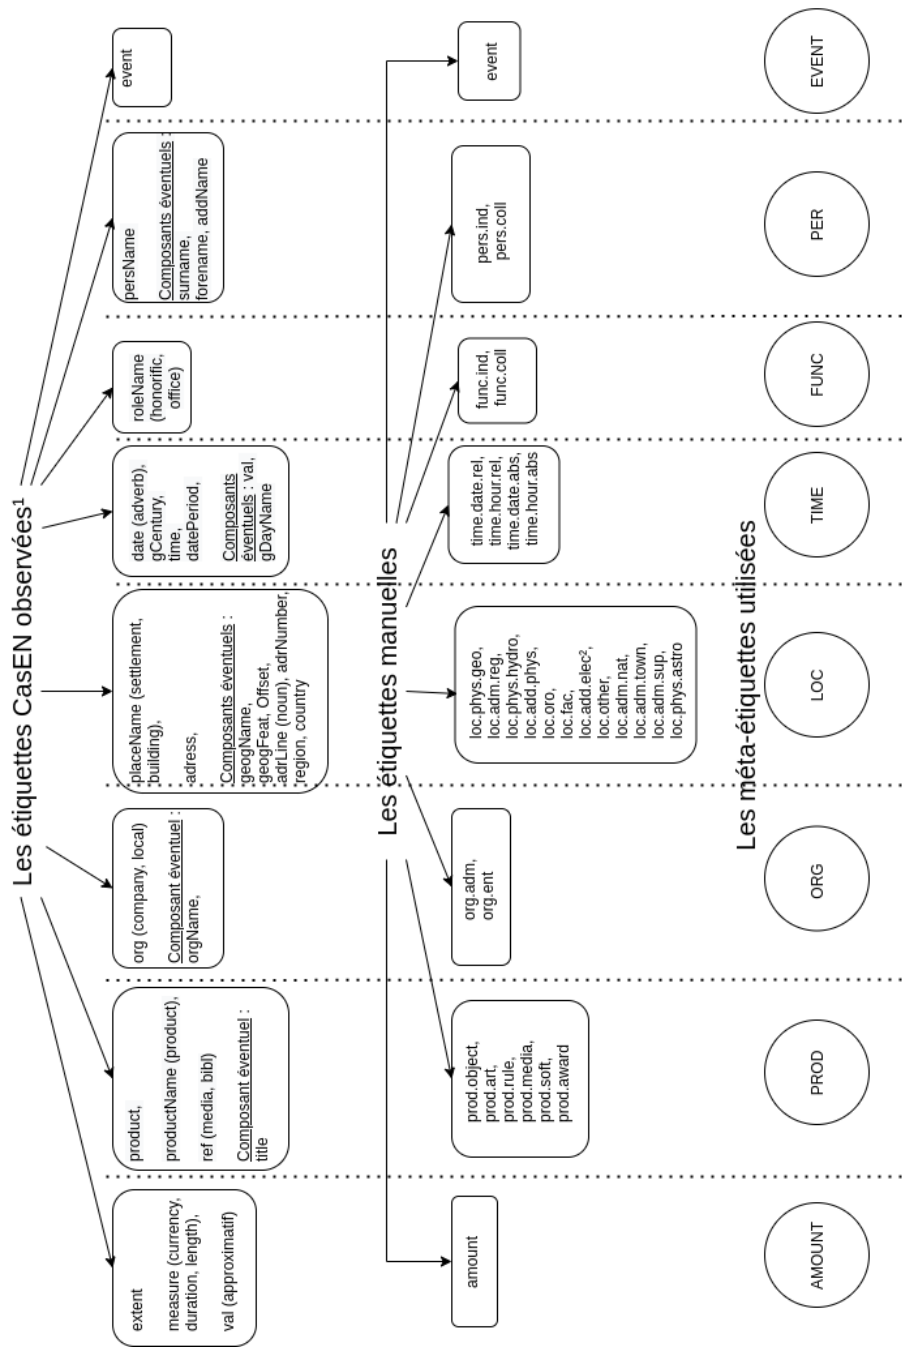 Les étiquettes CasEN observées¹
extent
measure (currency,
duration, length),
val (approximatif)
product,
productName (product),
ref (media, bibl)
Composant éventuel :
title
org (company, local)
Composant éventuel :
orgName,
placeName (settlement,
building),
adress,
Composants éventuels :
geogName,
geogFeat, Offset,
adrLine (noun), adrNumber,
region, country
date (adverb),
gCentury,
time,
datePeriod,
Composants
éventuels : val,
gDayName
roleName
(honorific,
office)
persName
Composants éventuels :
surname,
forename, addName
event
Les étiquettes manuelles
amount
prod.object,
prod.art,
prod.rule,
prod.media,
prod.soft,
prod.award
org.adm,
org.ent
loc.phys.geo,
loc.adm.reg,
loc.phys.hydro,
loc.add.phys,
loc.oro,
loc.fac,
loc.add.elec²,
loc.other,
loc.adm.nat,
loc.adm.town,
loc.adm.sup,
loc.phys.astro
time.date.rel,
time.hour.rel,
time.date.abs,
time.hour.abs
func.ind,
func.coll
pers.ind,
pers.coll
event
Les méta-étiquettes utilisées
AMOUNT
PROD
ORG
LOC
TIME
FUNC
PER
EVENT